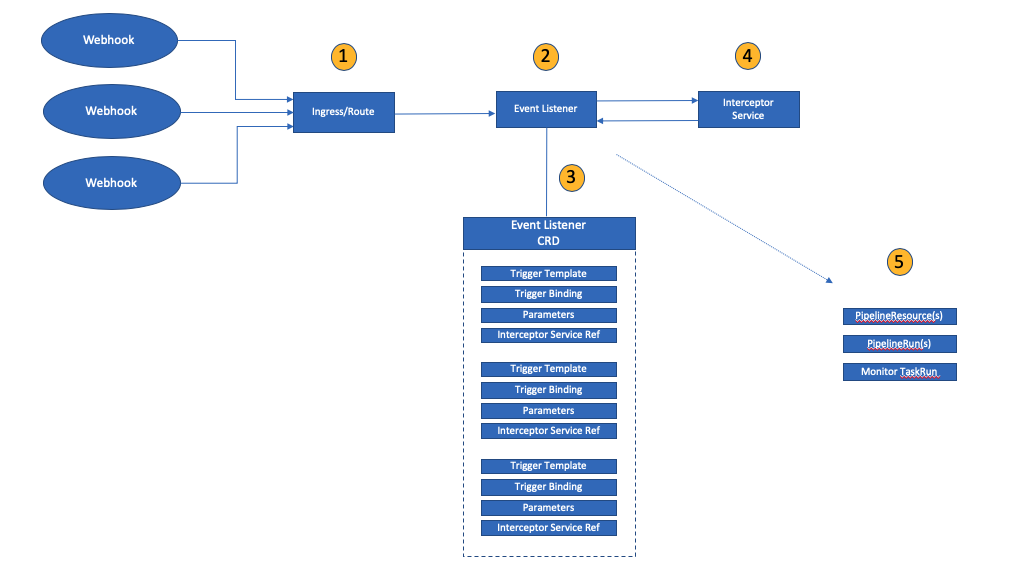 Webhook
Webhook
Webhook
1
Ingress/Route
2
Event Listener
4
Interceptor
Service
3
Event Listener
CRD
Trigger Template
Trigger Binding
Parameters
Interceptor Service Ref
Trigger Template
Trigger Binding
Parameters
Interceptor Service Ref
Trigger Template
Trigger Binding
Parameters
Interceptor Service Ref
5
PipelineResource(s)
PipelineRun(s)
Monitor TaskRun